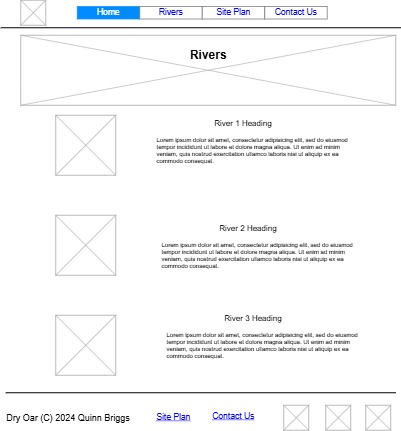 Home Rivers Site Plan Contact Us
Rivers
River 1 Heading
Lorem ipsum dolor sit amet, consectetur adipisicing elit, sed do eiusmod
tempor incididunt ut labore et dolore magna aliqua. Ut enim ad minim
veniam, quis nostrud exercitation ullamco laboris nisi ut aliquip ex ea
commodo consequat.
River 2 Heading
Lorem ipsum dolor sit amet, consectetur adipisicing elit, sed do eiusmod
tempor incididunt ut labore et dolore magna aliqua. Ut enim ad minim
veniam, quis nostrud exercitation ullamco laboris nisi ut aliquip ex ea
commodo consequat.
River 3 Heading
Lorem ipsum dolor sit amet, consectetur adipisicing elit, sed do eiusmod
tempor incididunt ut labore et dolore magna aliqua. Ut enim ad minim
veniam, quis nostrud exercitation ullamco laboris nisi ut aliquip ex ea
commodo consequat.
Dry Oar (C) 2024 Quinn Briggs Site Plan Contact Us